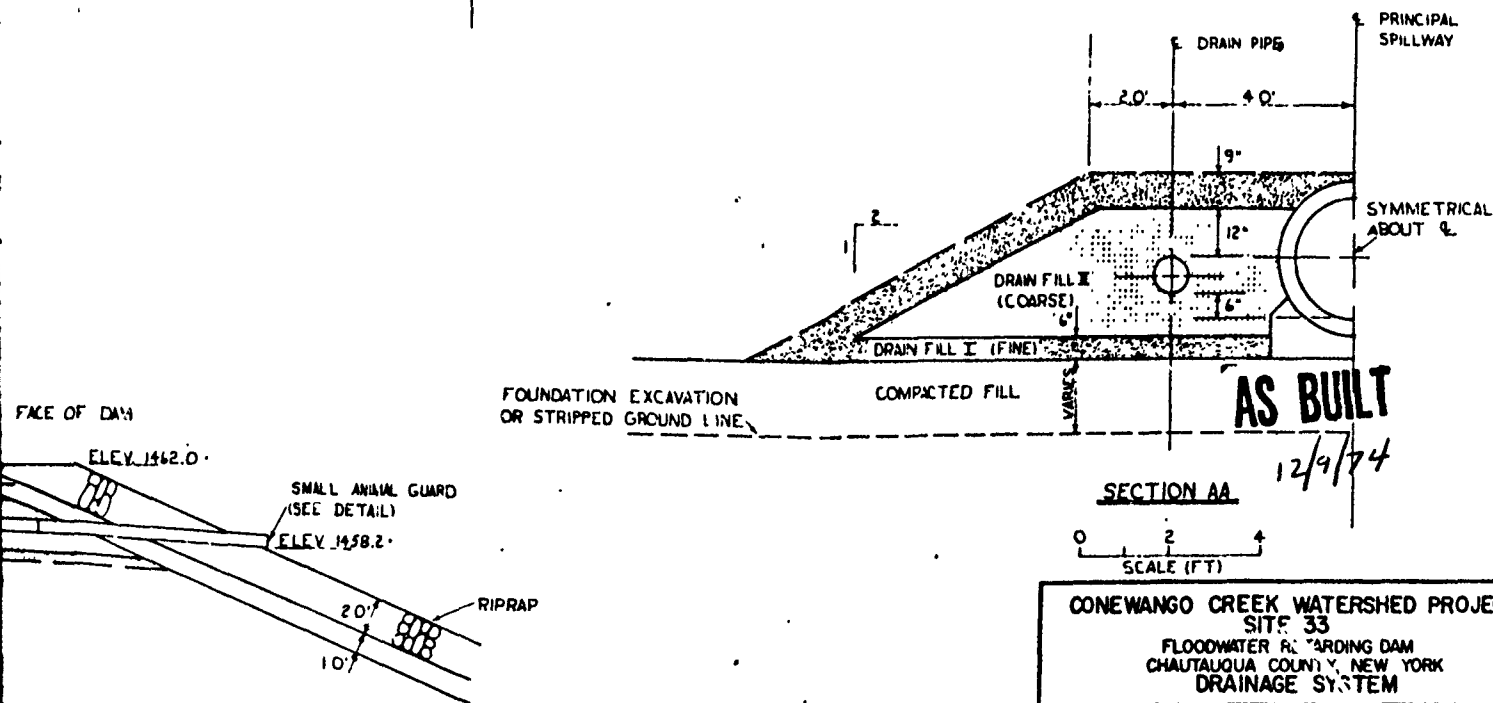 ℄ PRINCIPAL
SPILLWAY
℄ DRAIN PIPE
2.0'
4.0'
9"
SYMMETRICAL
ABOUT ℄
12"
2
1
DRAIN FILL II
(COARSE)
6"
6"
DRAIN FILL I (FINE)
FOUNDATION EXCAVATION
OR STRIPPED GROUND LINE
COMPACTED FILL
VARIES
AS BUILT
12/9/74
SECTION AA
0 2 4
SCALE (FT)
FACE OF DAM
ELEV. 1462.0
SMALL ANIMAL GUARD
(SEE DETAIL)
ELEV. 1458.2
2.0'
1.0'
RIPRAP
CONEWANGO CREEK WATERSHED PROJE
SITE 33
FLOODWATER RETARDING DAM
CHAUTAUQUA COUNTY, NEW YORK
DRAINAGE SYSTEM